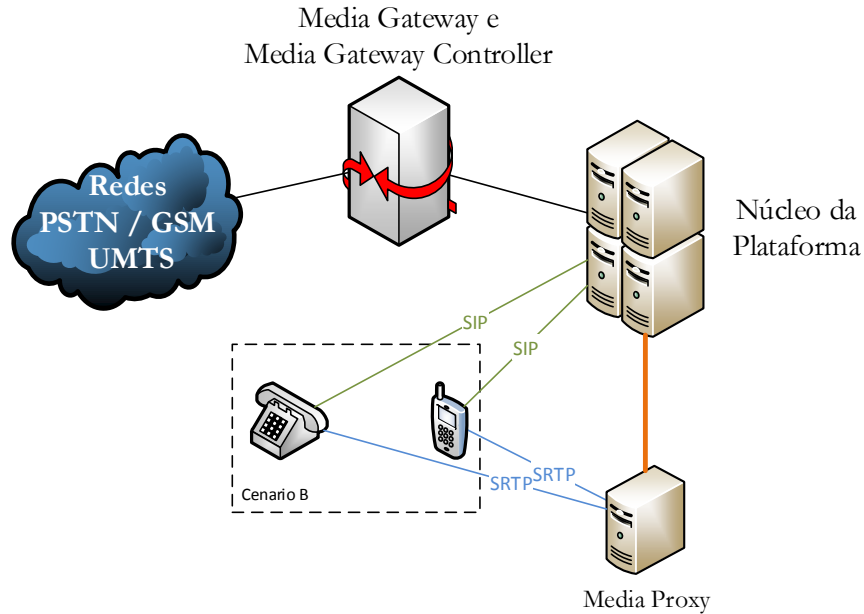 Media Gateway e
Media Gateway Controller
Redes
PSTN / GSM
UMTS
Núcleo da
Plataforma
SIP
SIP
SRTP
SRTP
Cenario B
Media Proxy